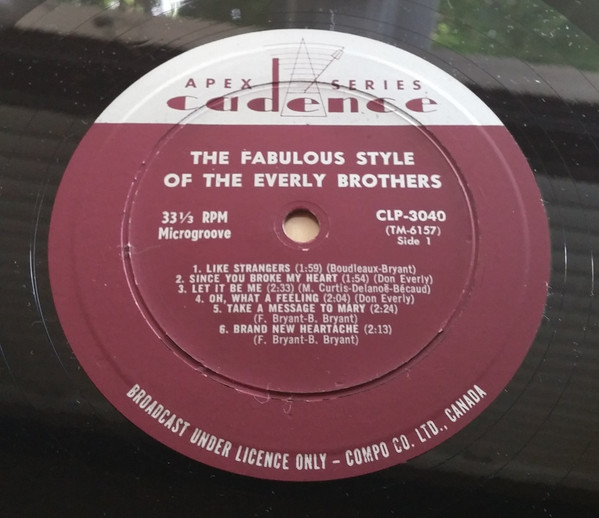 APEX SERIES
cadence
THE FABULOUS STYLE
OF THE EVERLY BROTHERS
33⅓ RPM
Microgroove
CLP-3040
(TM-6157)
Side 1
1. LIKE STRANGERS (1:59) (Boudleaux-Bryant)
2. SINCE YOU BROKE MY HEART (1:54) (Don Everly)
3. LET IT BE ME (2:33) (M. Curtis-Delanoë-Bécaud)
4. OH, WHAT A FEELING (2:04) (Don Everly)
5. TAKE A MESSAGE TO MARY (2:24)
(F. Bryant-B. Bryant)
6. BRAND NEW HEARTACHE (2:13)
(F. Bryant-B. Bryant)
BROADCAST UNDER LICENCE ONLY – COMPO CO. LTD., CANADA